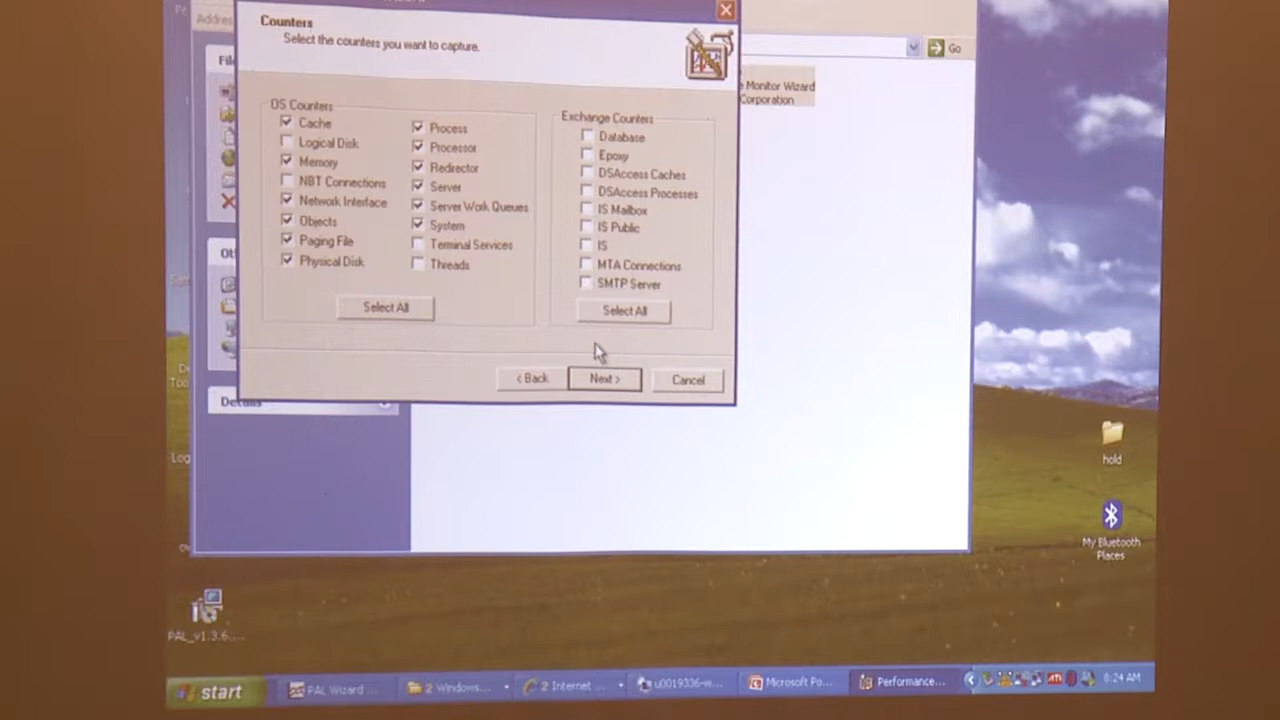 Counters
Select the counters you want to capture.
Go
Monitor Wizard
Corporation
OS Counters
Cache
Logical Disk
Memory
NBT Connections
Network Interface
Objects
Paging File
Physical Disk
Process
Processor
Redirector
Server
Server Work Queues
System
Terminal Services
Threads
Select All
Exchange Counters
Database
Epoxy
DSAccess Caches
DSAccess Processes
IS Mailbox
IS Public
IS
MTA Connections
SMTP Server
Select All
< Back
Next >
Cancel
Details
hold
My Bluetooth
Places
PAL_v1.3.6....
start
PAL Wizard ...
2 Windows...
2 Internet ...
u0019336-w...
Microsoft Po...
Performance...
8:24 AM